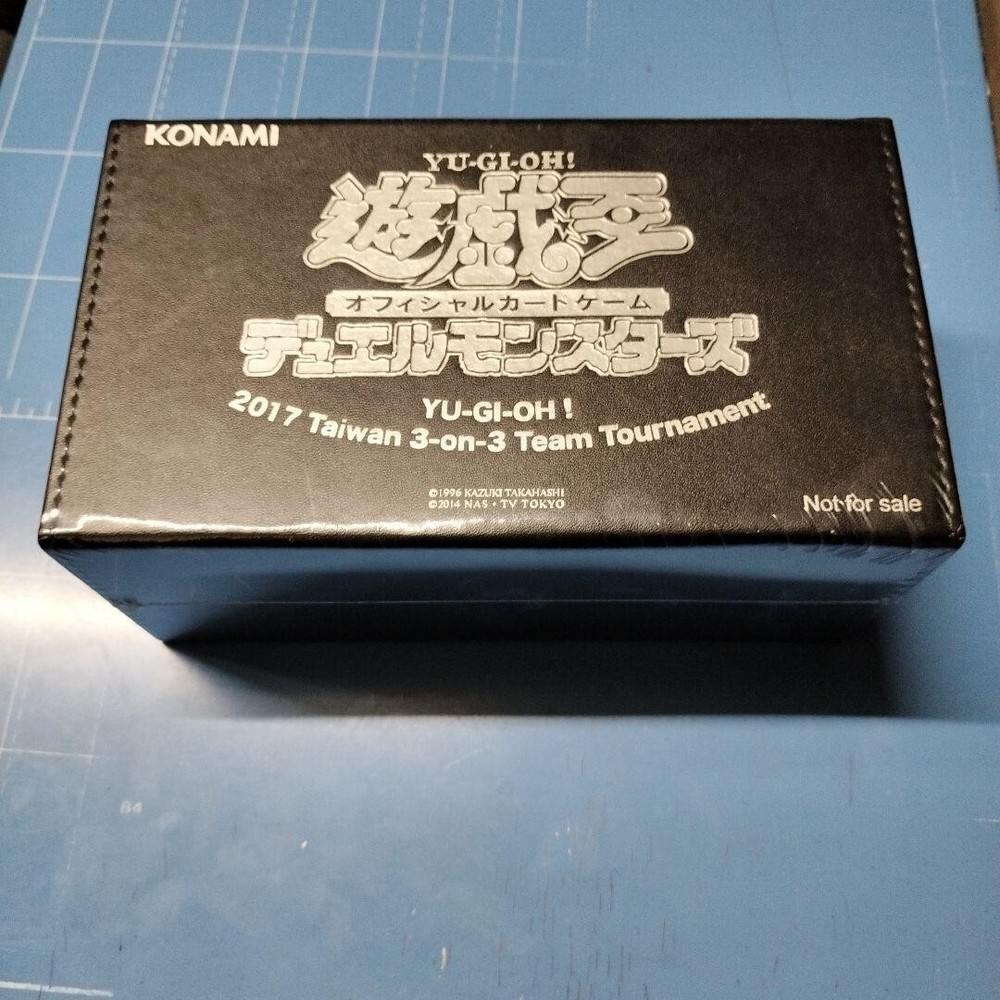 KONAMI
YU-GI-OH!
遊戯王
オフィシャルカードゲーム
デュエルモンスターズ
YU-GI-OH !
2017 Taiwan 3-on-3 Team Tournament
©1996 KAZUKI TAKAHASHI
©2014 NAS・TV TOKYO
Not for sale
B4